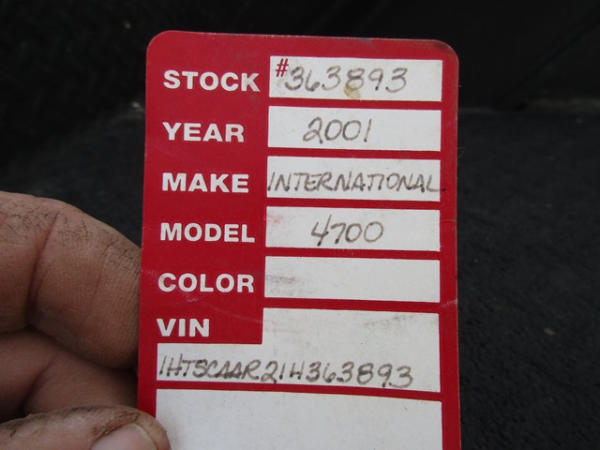 STOCK #363893
YEAR 2001
MAKE INTERNATIONAL
MODEL 4700
COLOR
VIN
1HTSCAAR21H363893